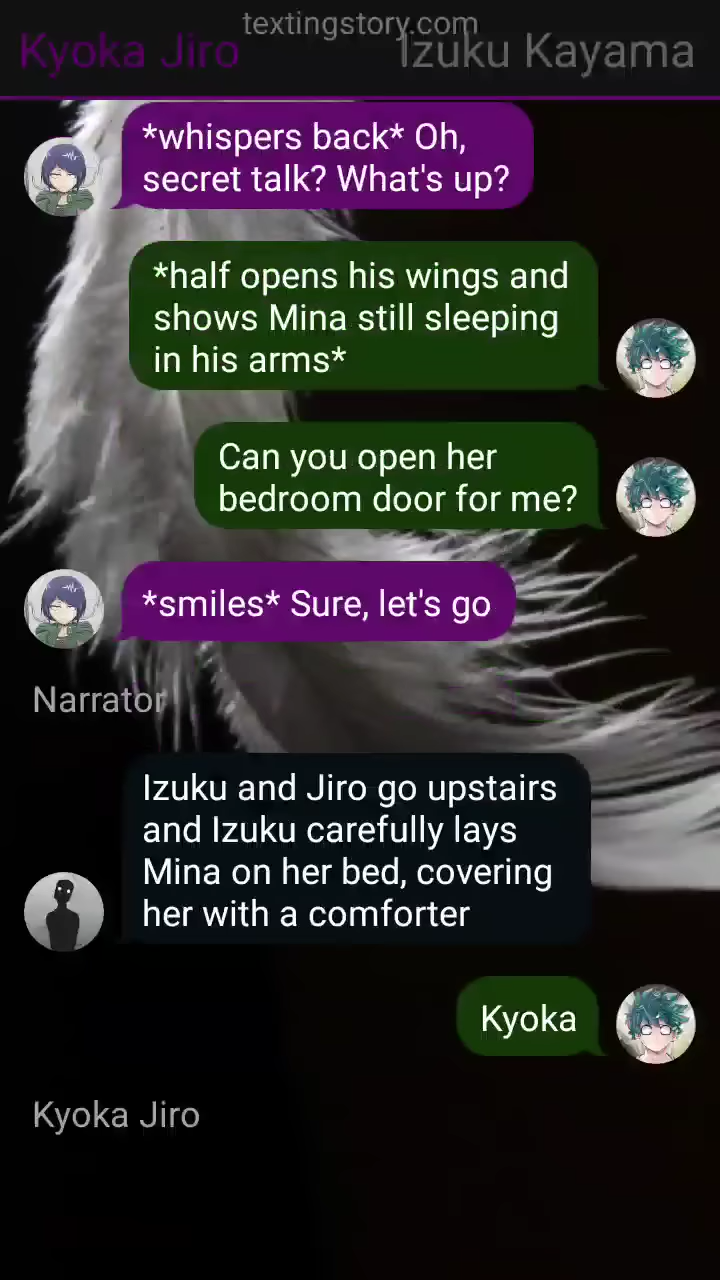 textingstory.com
Kyoka Jiro
Izuku Kayama
*whispers back* Oh,
secret talk? What's up?
*half opens his wings and
shows Mina still sleeping
in his arms*
Can you open her
bedroom door for me?
*smiles* Sure, let's go
Narrator
Izuku and Jiro go upstairs
and Izuku carefully lays
Mina on her bed, covering
her with a comforter
Kyoka
Kyoka Jiro